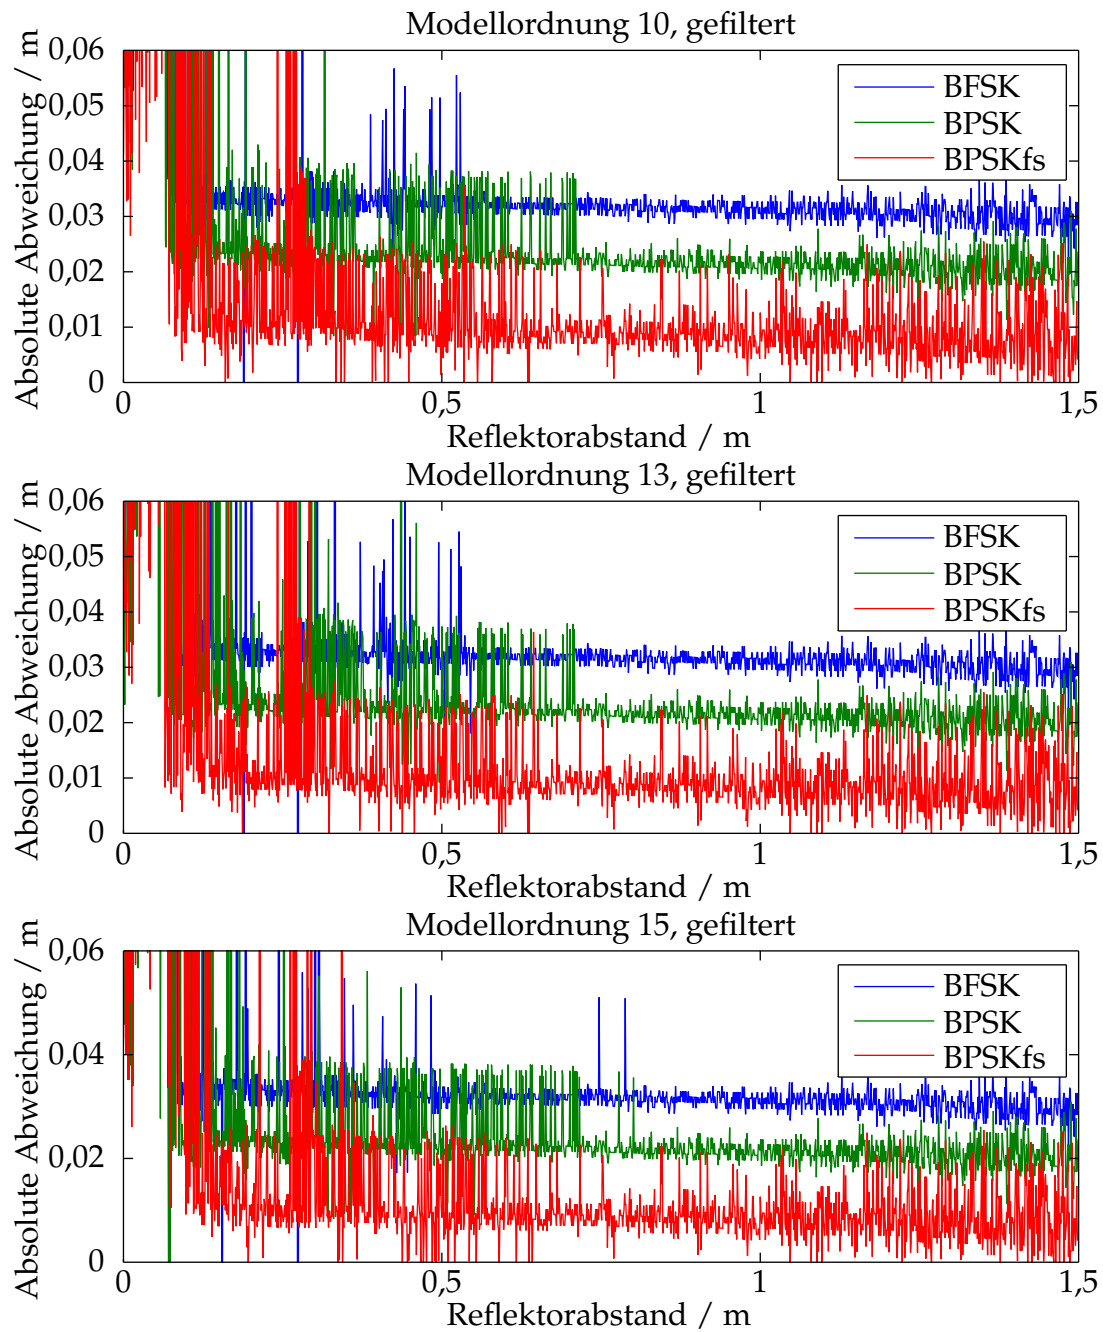 Modellordnung 10, gefiltert
Absolute Abweichung / m
0,06
0,05
0,04
0,03
0,02
0,01
0
BFSK
BPSK
BPSKfs
0
0,5
1
1,5
Reflektorabstand / m
Modellordnung 13, gefiltert
Absolute Abweichung / m
0,06
0,05
0,04
0,03
0,02
0,01
0
BFSK
BPSK
BPSKfs
0
0,5
1
1,5
Reflektorabstand / m
Modellordnung 15, gefiltert
Absolute Abweichung / m
0,06
0,04
0,02
0
BFSK
BPSK
BPSKfs
0
0,5
1
1,5
Reflektorabstand / m